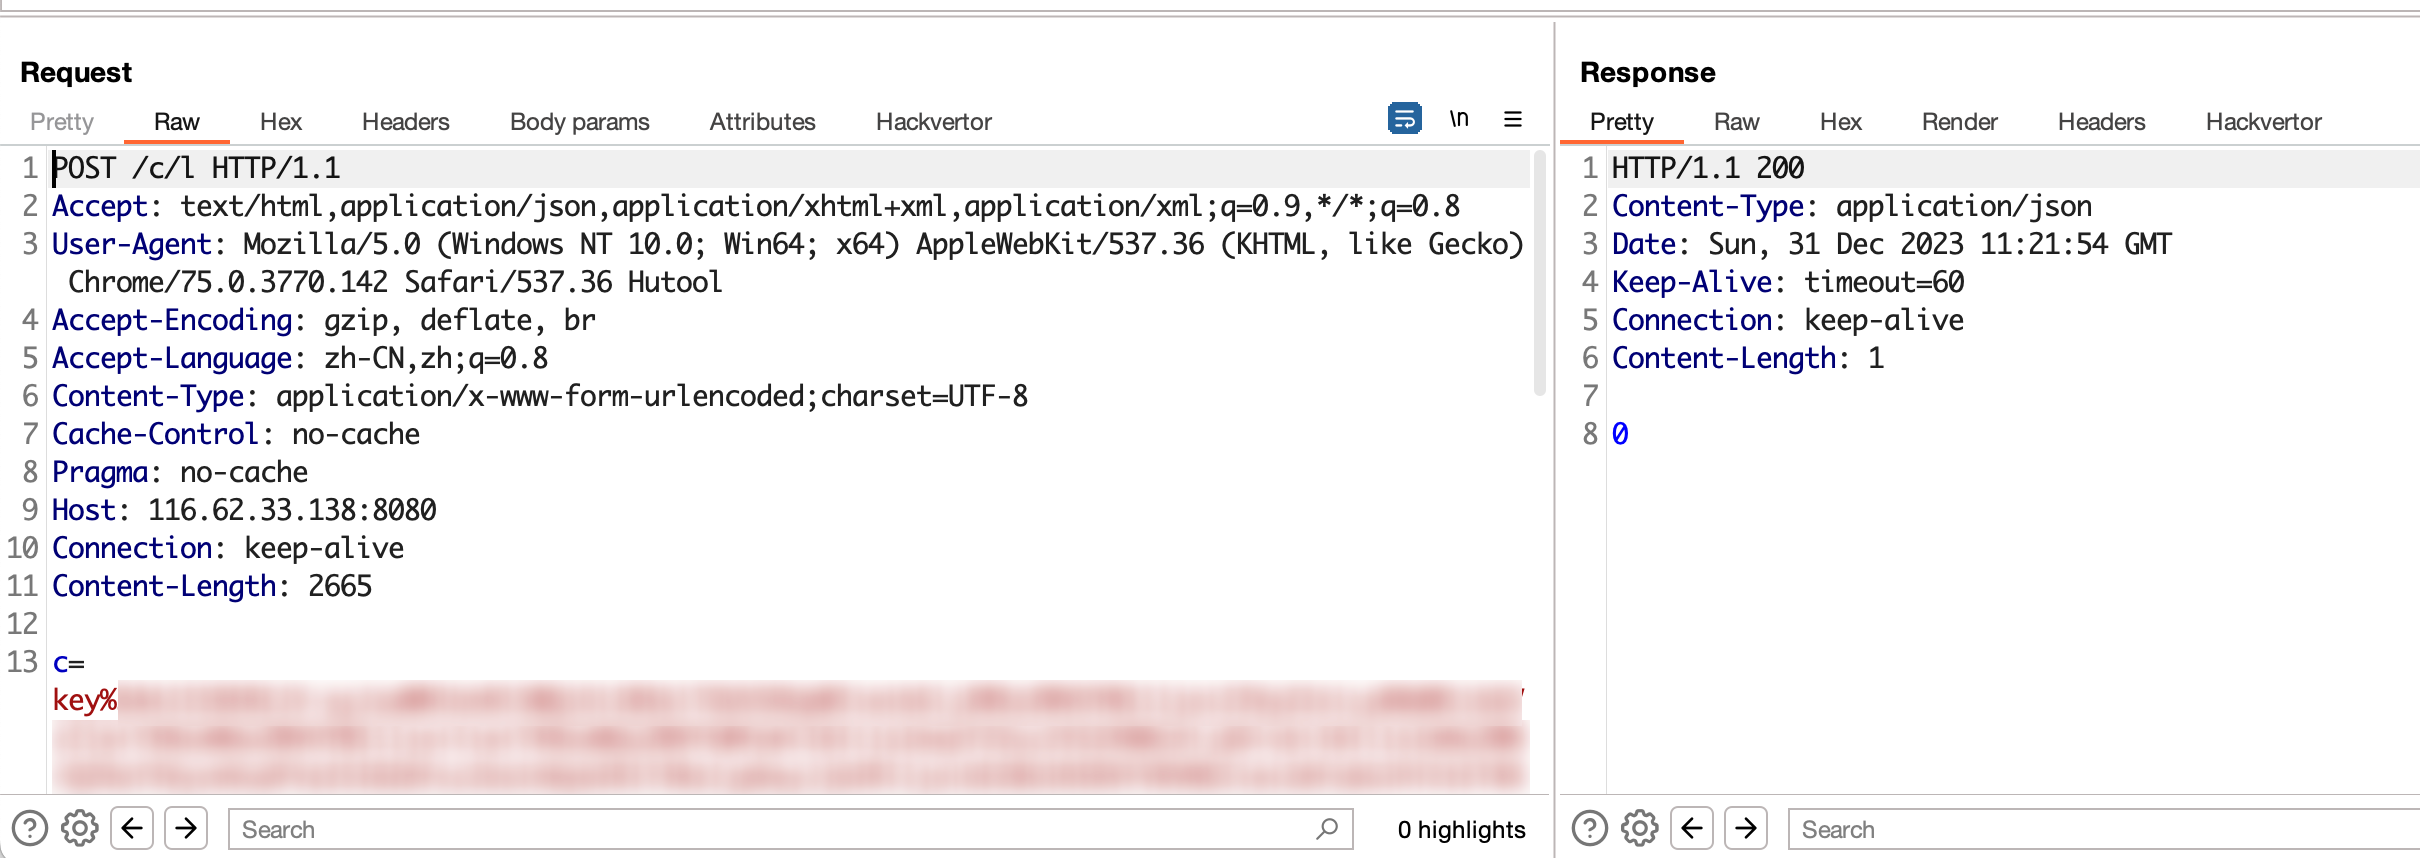 Request
Pretty Raw Hex Headers Body params Attributes Hackvertor \n
1 POST /c/l HTTP/1.1
2 Accept: text/html,application/json,application/xhtml+xml,application/xml;q=0.9,*/*;q=0.8
3 User-Agent: Mozilla/5.0 (Windows NT 10.0; Win64; x64) AppleWebKit/537.36 (KHTML, like Gecko)
Chrome/75.0.3770.142 Safari/537.36 Hutool
4 Accept-Encoding: gzip, deflate, br
5 Accept-Language: zh-CN,zh;q=0.8
6 Content-Type: application/x-www-form-urlencoded;charset=UTF-8
7 Cache-Control: no-cache
8 Pragma: no-cache
9 Host: 116.62.33.138:8080
10 Connection: keep-alive
11 Content-Length: 2665
12
13 c=
key%
Search 0 highlights
Response
Pretty Raw Hex Render Headers Hackvertor
1 HTTP/1.1 200
2 Content-Type: application/json
3 Date: Sun, 31 Dec 2023 11:21:54 GMT
4 Keep-Alive: timeout=60
5 Connection: keep-alive
6 Content-Length: 1
7
8 0
Search